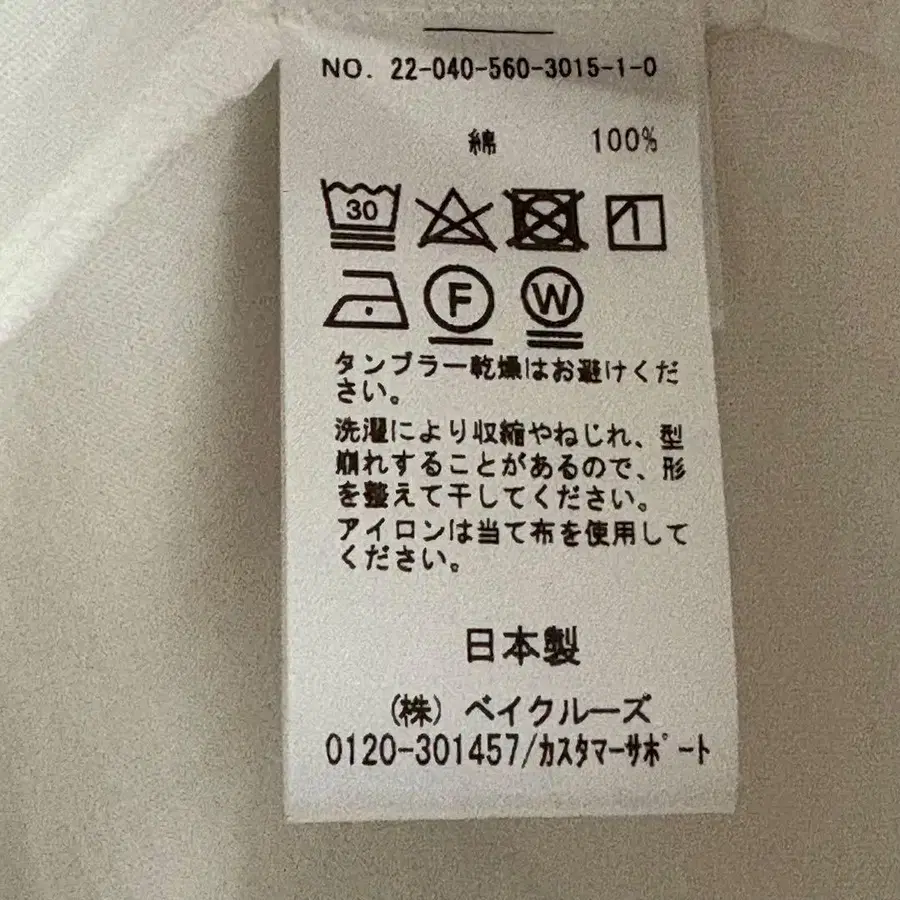 NO. 22-040-560-3015-1-0
綿 100%
30
F W
タンブラー乾燥はお避けくだ
さい。
洗濯により収縮やねじれ、型
崩れすることがあるので、形
を整えて干してください。
アイロンは当て布を使用して
ください。
日本製
(株) ベイクルーズ
0120-301457/カスタマーサポート